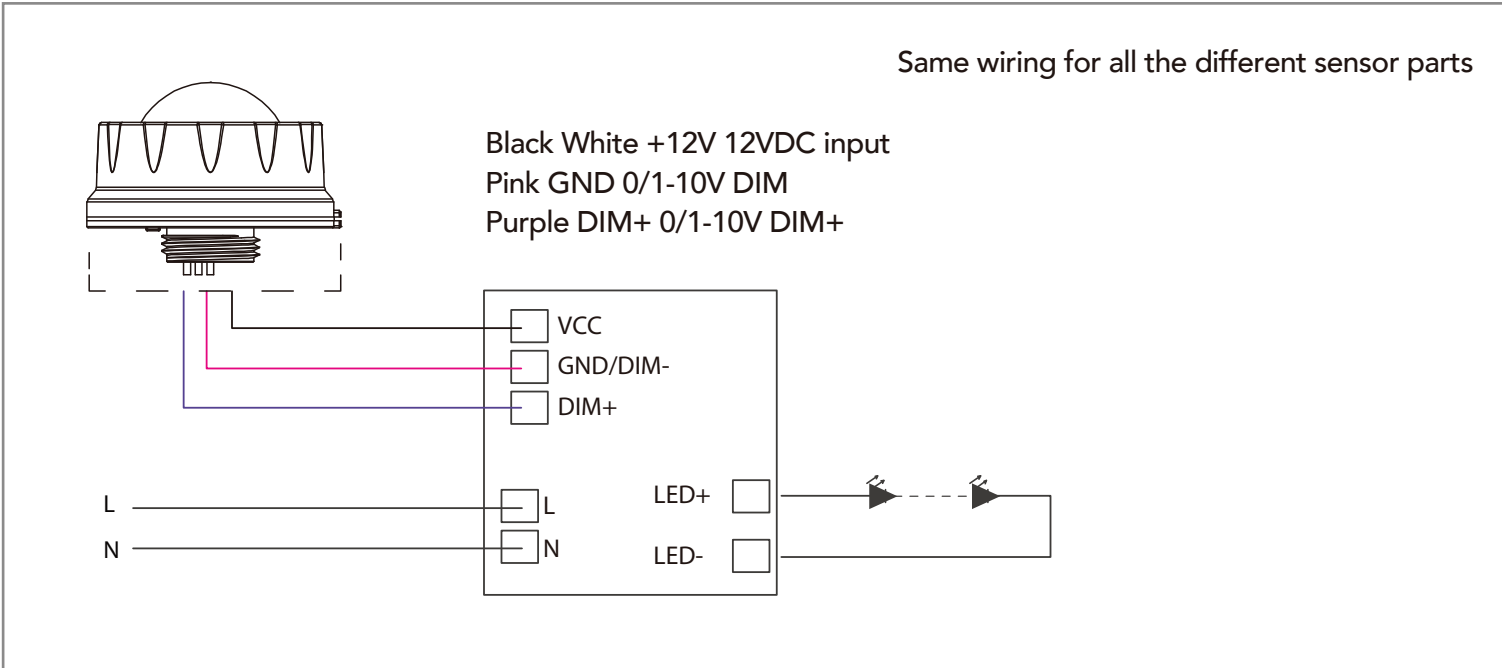 Same wiring for all the different sensor parts
Black White +12V 12VDC input
Pink GND 0/1-10V DIM
Purple DIM+ 0/1-10V DIM+
VCC
GND/DIM-
DIM+
L
L
LED+
N
N
LED-